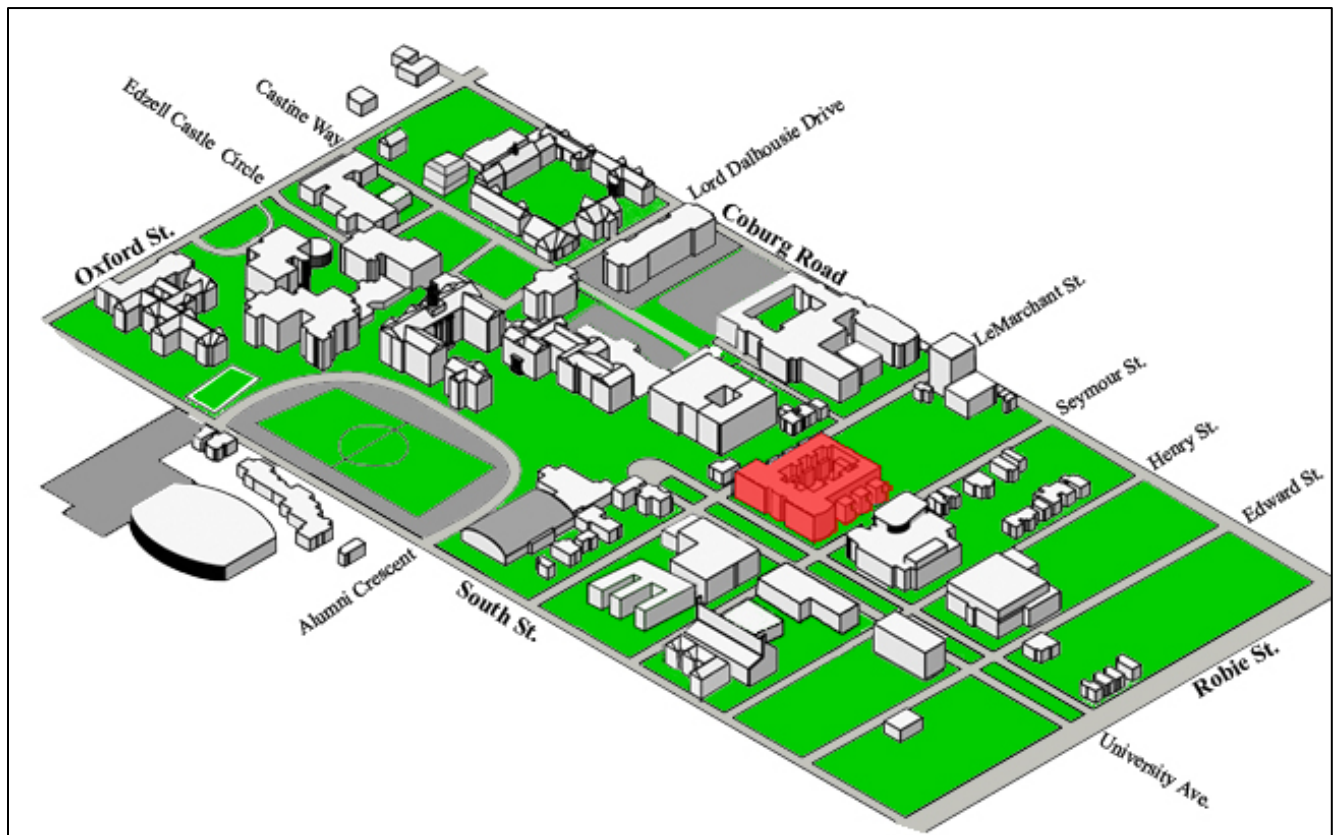 Castine Way
Edzell Castle Circle
Lord Dalhousie Drive
Coburg Road
Oxford St.
LeMarchant St.
Seymour St.
Henry St.
Edward St.
Alumni Crescent
South St.
Robie St.
University Ave.